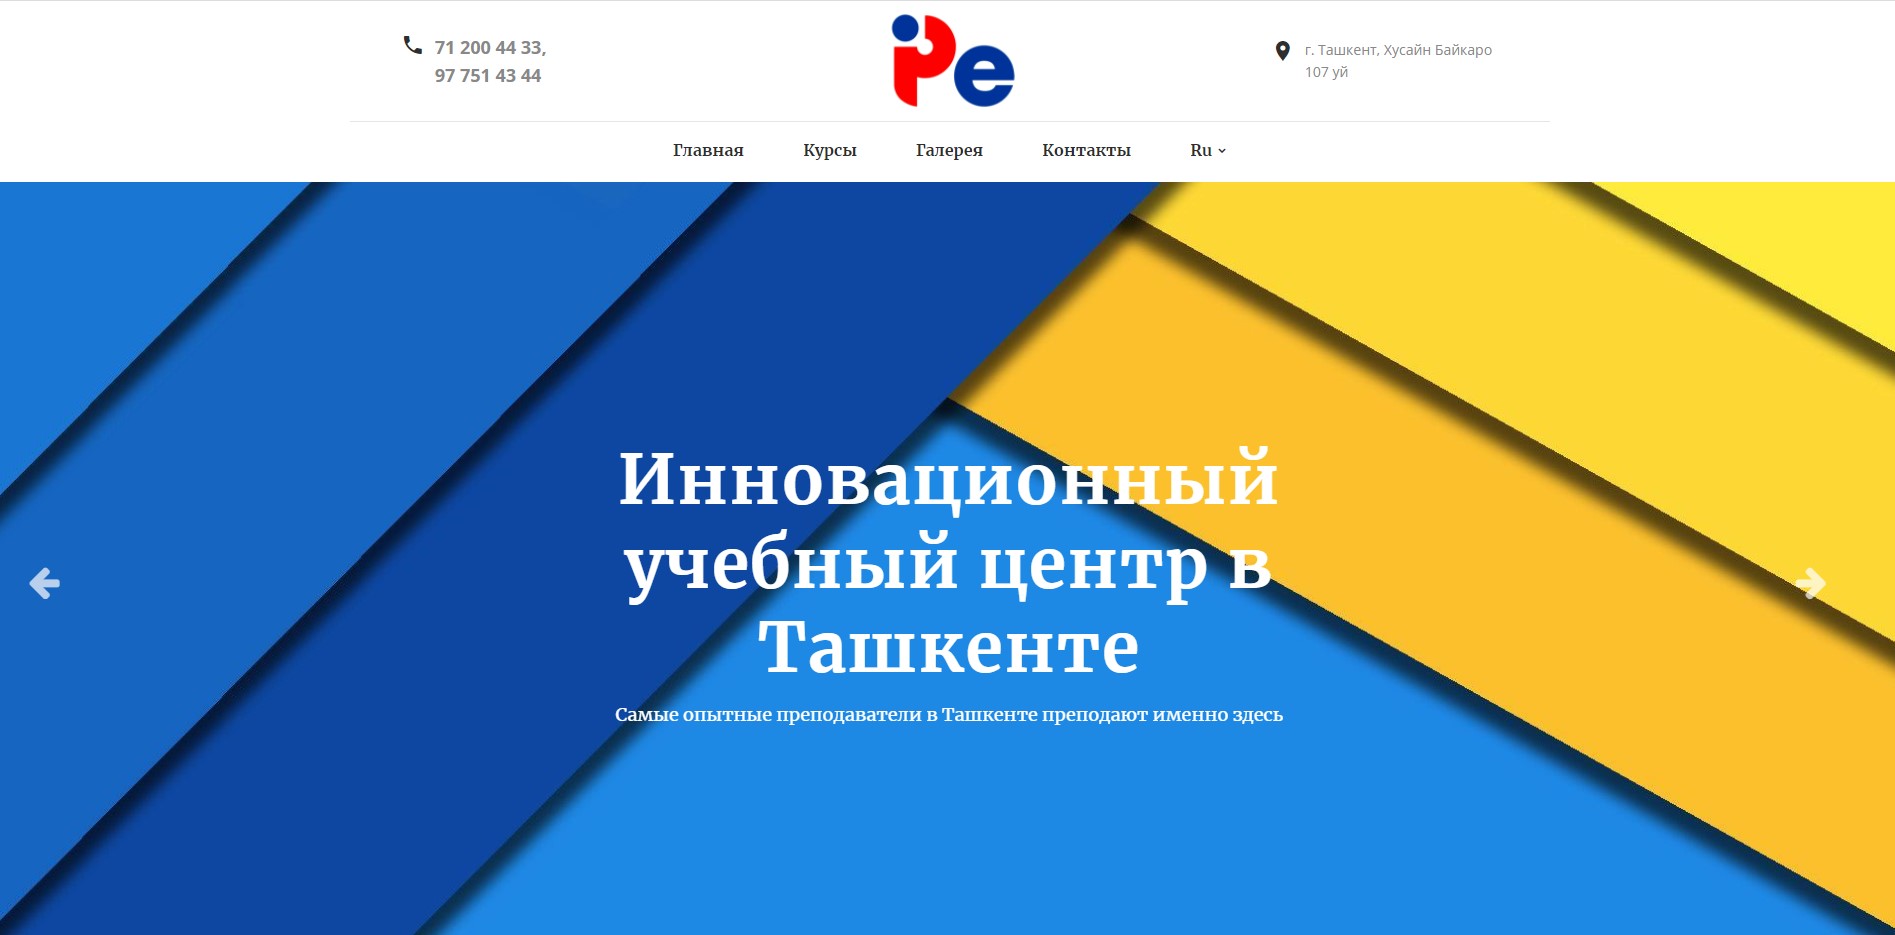 71 200 44 33,
97 751 43 44
iPe
г. Ташкент, Хусайн Байкаро
107 уй
Главная
Курсы
Галерея
Контакты
Ru
Инновационный
учебный центр в
Ташкенте
Самые опытные преподаватели в Ташкенте преподают именно здесь